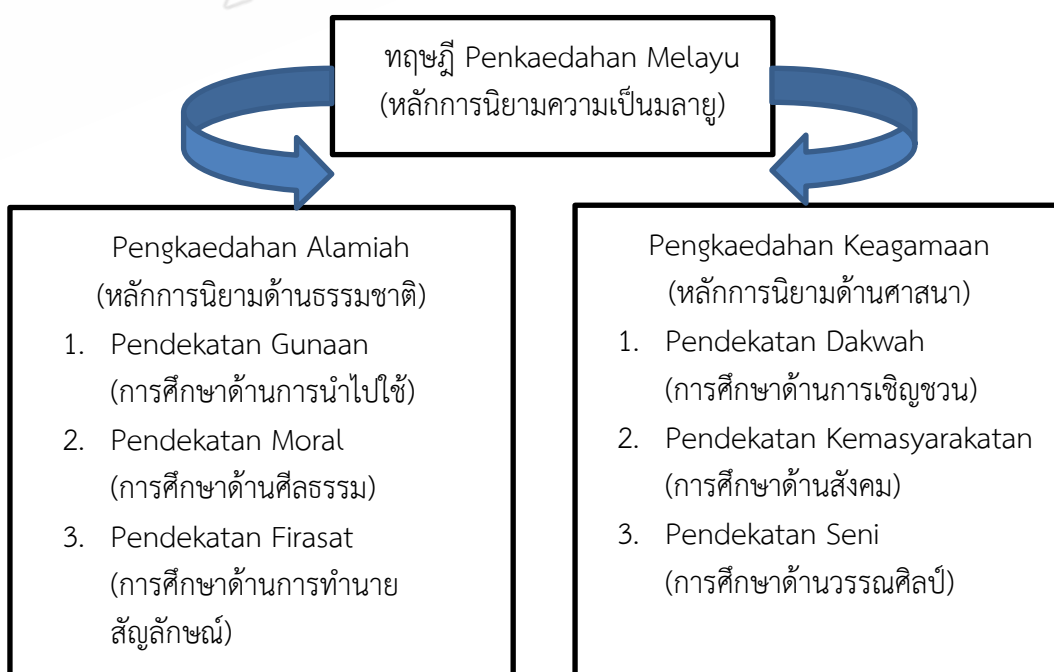 ทฤษฎี Penkaedahan Melayu
(หลักการนิยามความเป็นมลายู)
Pengkaedahan Alamiah
(หลักการนิยามด้านธรรมชาติ)
1. Pendekatan Gunaan
(การศึกษาด้านการนำไปใช้)
2. Pendekatan Moral
(การศึกษาด้านศีลธรรม)
3. Pendekatan Firasat
(การศึกษาด้านการทำนาย
สัญลักษณ์)
Pengkaedahan Keagamaan
(หลักการนิยามด้านศาสนา)
1. Pendekatan Dakwah
(การศึกษาด้านการเชิญชวน)
2. Pendekatan Kemasyarakatan
(การศึกษาด้านสังคม)
3. Pendekatan Seni
(การศึกษาด้านวรรณศิลป์)